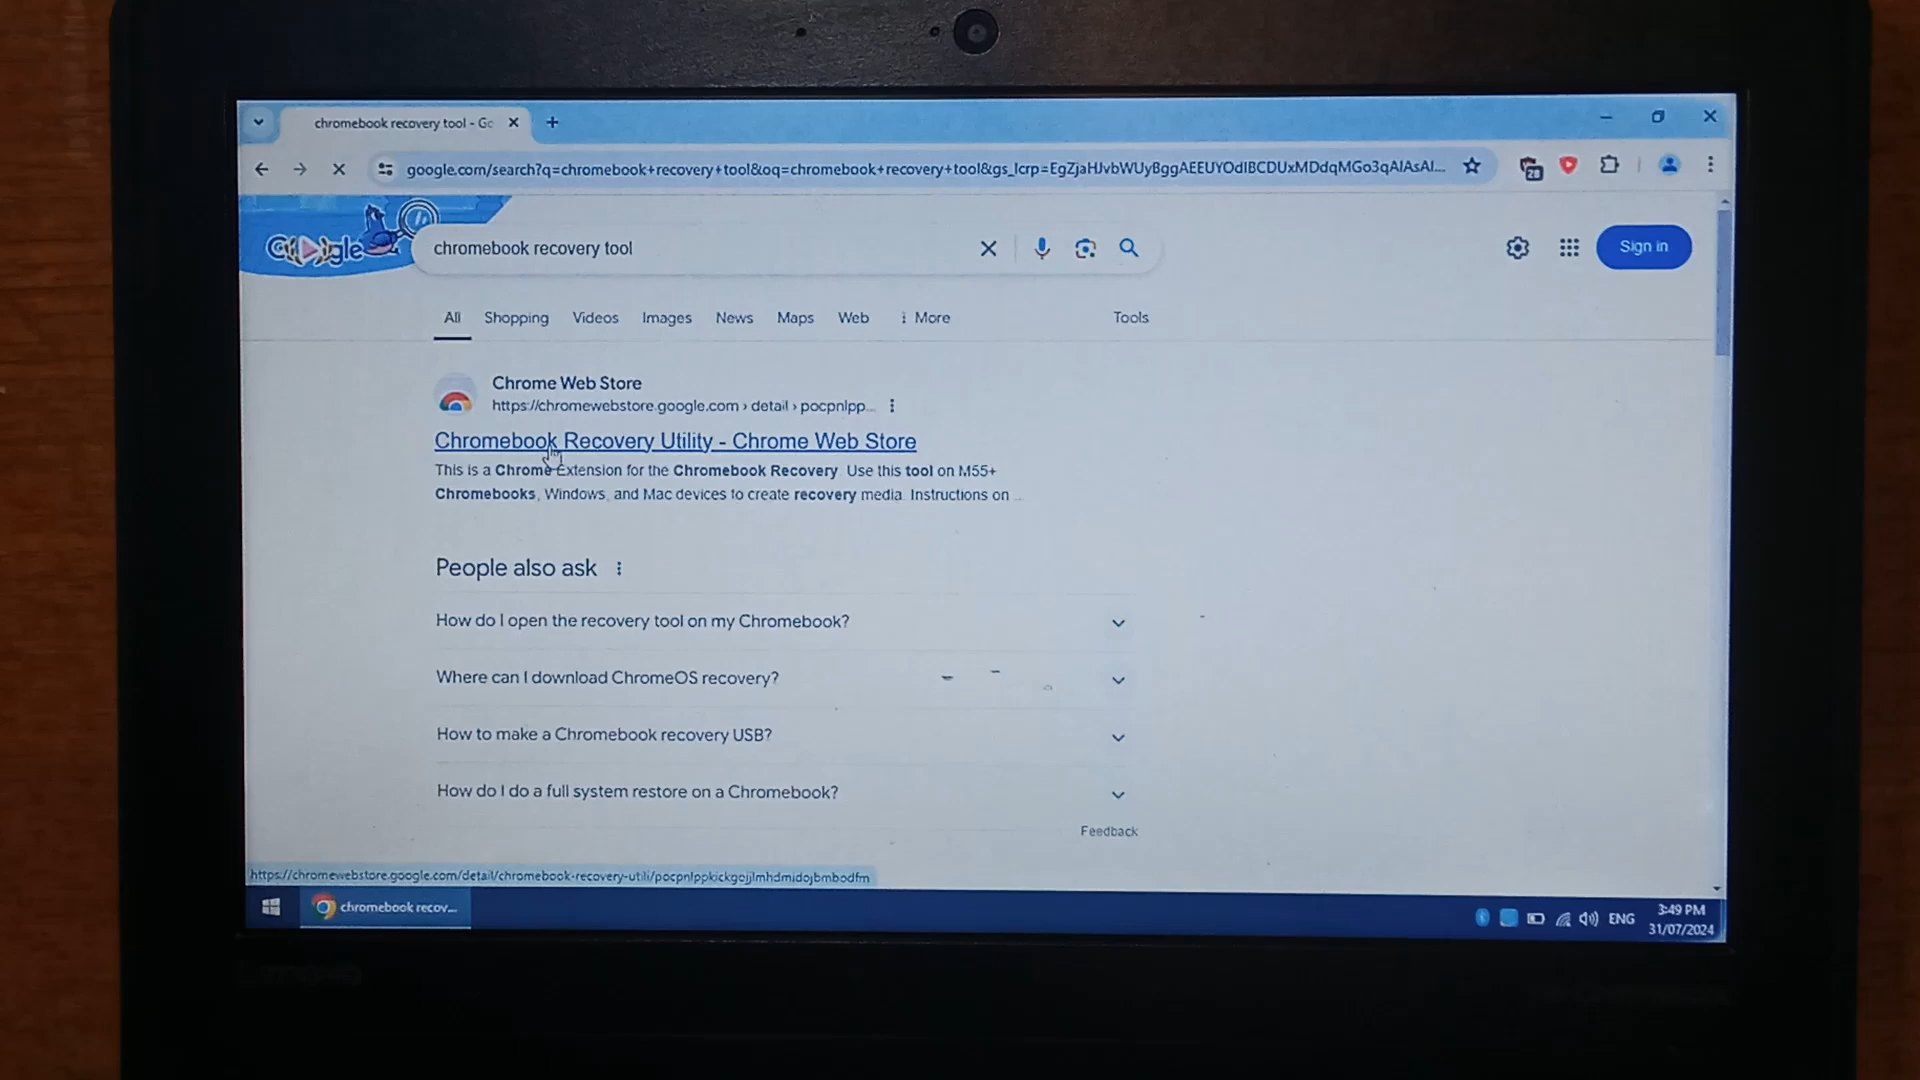 chromebook recovery tool - Go
google.com/search?q=chromebook+recovery+tool&oq=chromebook+recovery+tool&gs_lcrp=
Google
chromebook recovery tool
Sign in
All Shopping Videos Images News Maps Web More Tools
Chrome Web Store
https://chromewebstore.google.com › detail › pocpnlpp...
Chromebook Recovery Utility - Chrome Web Store
This is a Chrome Extension for the Chromebook Recovery. Use this tool on M55+
Chromebooks, Windows, and Mac devices to create recovery media. Instructions on ...
People also ask
How do I open the recovery tool on my Chromebook?
Where can I download ChromeOS recovery?
How to make a Chromebook recovery USB?
How do I do a full system restore on a Chromebook?
Feedback
https://chromewebstore.google.com/detail/chromebook-recovery-utili/pocpnlppkickgojjlmhdmidojbmbodfm
chromebook recov...
ENG
3:49 PM
31/07/2024
Lenovo